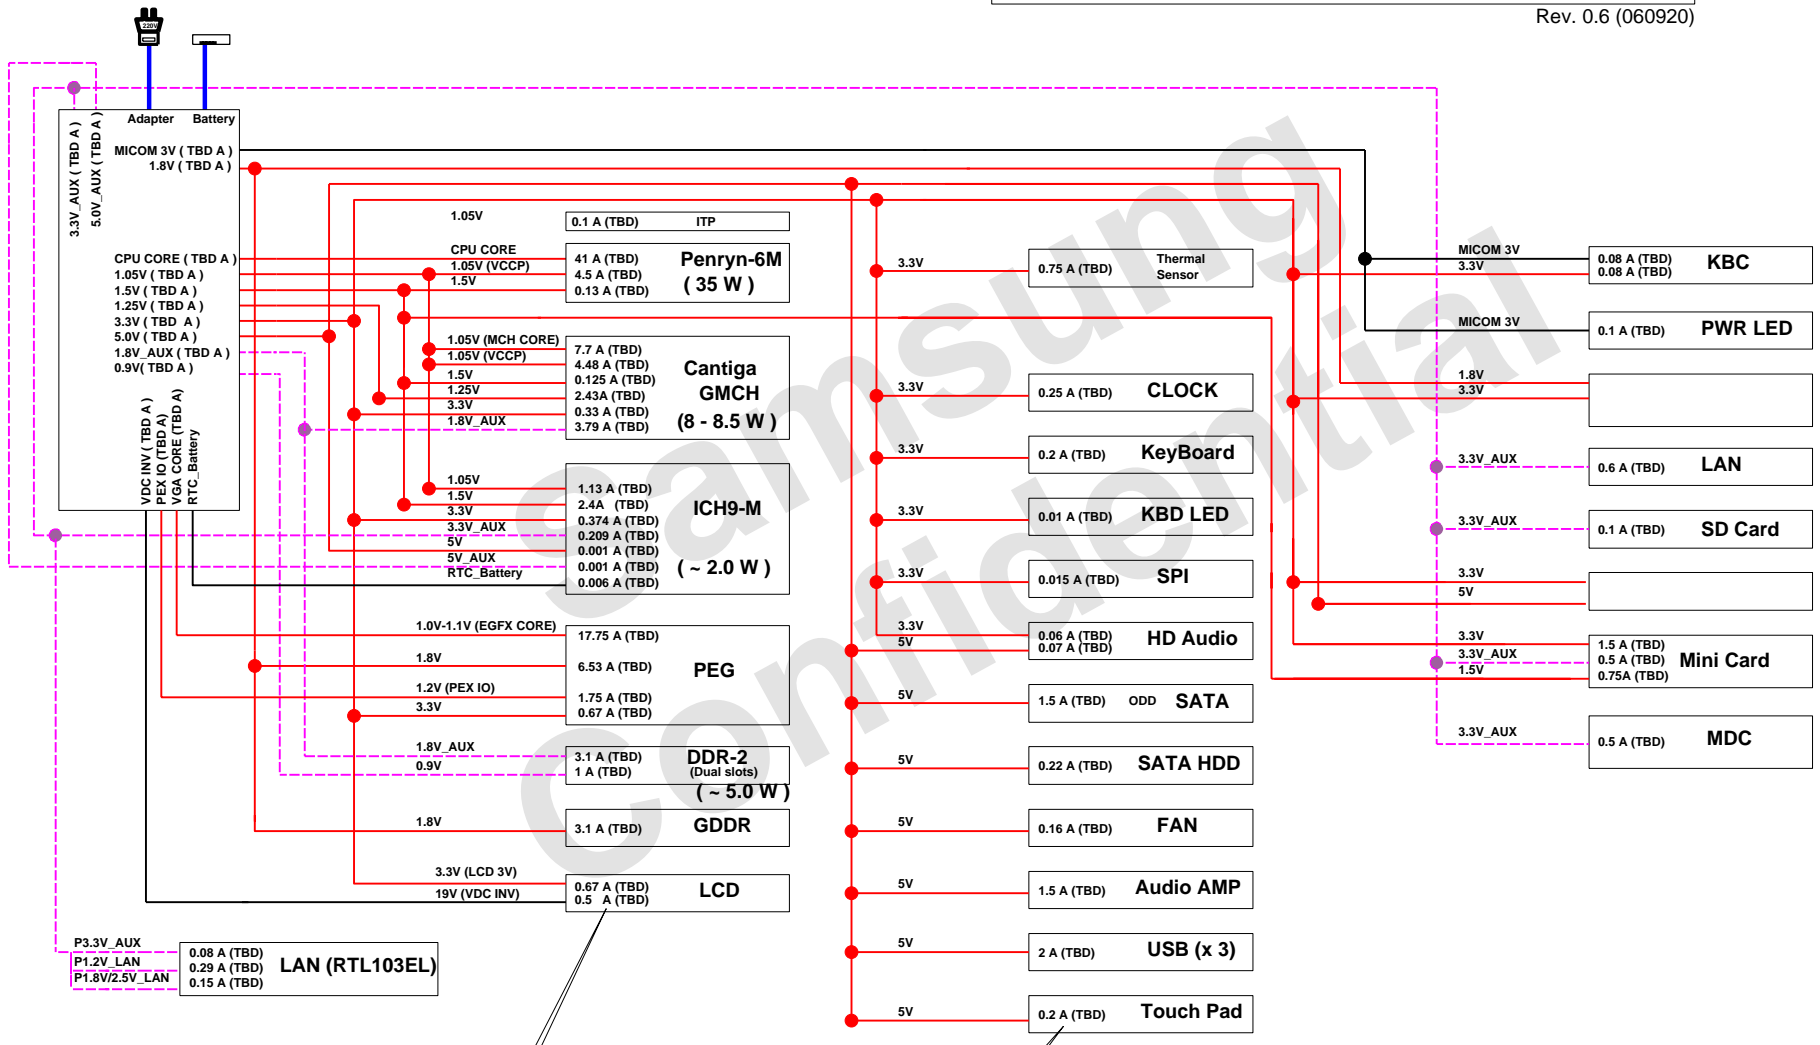 Rev. 0.6 (060920)
220V
Adapter
Battery
3.3V_AUX ( TBD A )
5.0V_AUX ( TBD A )
MICOM 3V ( TBD A )
1.8V ( TBD A )
CPU CORE ( TBD A )
1.05V ( TBD A )
1.5V ( TBD A )
1.25V ( TBD A )
3.3V ( TBD A )
5.0V ( TBD A )
1.8V_AUX ( TBD A )
0.9V( TBD A )
VDC INV ( TBD A )
PEX IO (TBD A)
VGA CORE (TBD A)
RTC_Battery
1.05V
0.1 A (TBD)
ITP
CPU CORE
1.05V (VCCP)
1.5V
41 A (TBD)
4.5 A (TBD)
0.13 A (TBD)
Penryn-6M
( 35 W )
1.05V (MCH CORE)
1.05V (VCCP)
1.5V
1.25V
3.3V
1.8V_AUX
7.7 A (TBD)
4.48 A (TBD)
0.125 A (TBD)
2.43A (TBD)
0.33 A (TBD)
3.79 A (TBD)
Cantiga
GMCH
(8 - 8.5 W )
1.05V
1.5V
3.3V
3.3V_AUX
5V
5V_AUX
RTC_Battery
1.13 A (TBD)
2.4A (TBD)
0.374 A (TBD)
0.209 A (TBD)
0.001 A (TBD)
0.001 A (TBD)
0.006 A (TBD)
ICH9-M
( ~ 2.0 W )
1.0V-1.1V (EGFX CORE)
1.8V
1.2V (PEX IO)
3.3V
17.75 A (TBD)
6.53 A (TBD)
1.75 A (TBD)
0.67 A (TBD)
PEG
1.8V_AUX
0.9V
3.1 A (TBD)
1 A (TBD)
DDR-2
(Dual slots)
( ~ 5.0 W )
1.8V
3.1 A (TBD)
GDDR
3.3V (LCD 3V)
19V (VDC INV)
0.67 A (TBD)
0.5 A (TBD)
LCD
P3.3V_AUX
P1.2V_LAN
P1.8V/2.5V_LAN
0.08 A (TBD)
0.29 A (TBD)
0.15 A (TBD)
LAN (RTL103EL)
3.3V
0.75 A (TBD)
Thermal
Sensor
3.3V
0.25 A (TBD)
CLOCK
3.3V
0.2 A (TBD)
KeyBoard
3.3V
0.01 A (TBD)
KBD LED
3.3V
0.015 A (TBD)
SPI
3.3V
5V
0.06 A (TBD)
0.07 A (TBD)
HD Audio
5V
1.5 A (TBD)
ODD
SATA
5V
0.22 A (TBD)
SATA HDD
5V
0.16 A (TBD)
FAN
5V
1.5 A (TBD)
Audio AMP
5V
2 A (TBD)
USB (x 3)
5V
0.2 A (TBD)
Touch Pad
MICOM 3V
3.3V
0.08 A (TBD)
0.08 A (TBD)
KBC
MICOM 3V
0.1 A (TBD)
PWR LED
1.8V
3.3V
3.3V_AUX
0.6 A (TBD)
LAN
3.3V_AUX
0.1 A (TBD)
SD Card
3.3V
5V
3.3V
3.3V_AUX
1.5V
1.5 A (TBD)
0.5 A (TBD)
0.75A (TBD)
Mini Card
3.3V_AUX
0.5 A (TBD)
MDC
Samsung
Confidential